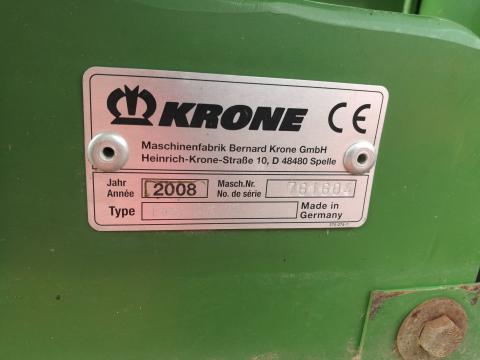 KRONE CE
Maschinenfabrik Bernard Krone GmbH
Heinrich-Krone-Straße 10, D 48480 Spelle
Jahr 2008 Masch.Nr. 761604
Année No. de série
Type Made in
Germany